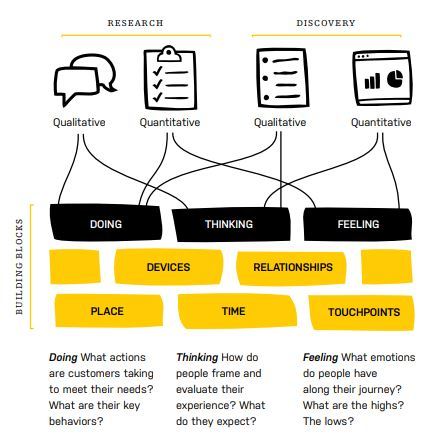 RESEARCH
DISCOVERY
Qualitative
Quantitative
Qualitative
Quantitative
BUILDING BLOCKS
DOING
THINKING
FEELING
DEVICES
RELATIONSHIPS
PLACE
TIME
TOUCHPOINTS
Doing What actions
are customers taking
to meet their needs?
What are their key
behaviors?
Thinking How do
people frame and
evaluate their
experience? What
do they expect?
Feeling What emotions
do people have
along their journey?
What are the highs?
The lows?